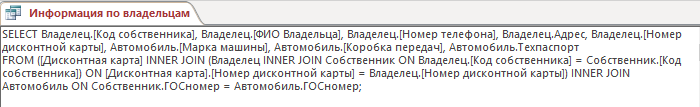 Информация по владельцам
SELECT Владелец.[Код собственника], Владелец.[ФИО Владельца], Владелец.[Номер телефона], Владелец.Адрес, Владелец.[Номер
дисконтной карты], Автомобиль.[Марка машины], Автомобиль.[Коробка передач], Автомобиль.Техпаспорт
FROM ([Дисконтная карта] INNER JOIN (Владелец INNER JOIN Собственник ON Владелец.[Код собственника] = Собственник.[Код
собственника]) ON [Дисконтная карта].[Номер дисконтной карты] = Владелец.[Номер дисконтной карты]) INNER JOIN
Автомобиль ON Собственник.ГОСномер = Автомобиль.ГОСномер;